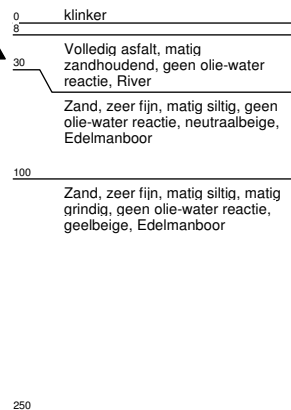 0 klinker
8
Volledig asfalt, matig
30 zandhoudend, geen olie-water
reactie, River
Zand, zeer fijn, matig siltig, geen
olie-water reactie, neutraalbeige,
Edelmanboor
100
Zand, zeer fijn, matig siltig, matig
grindig, geen olie-water reactie,
geelbeige, Edelmanboor
250